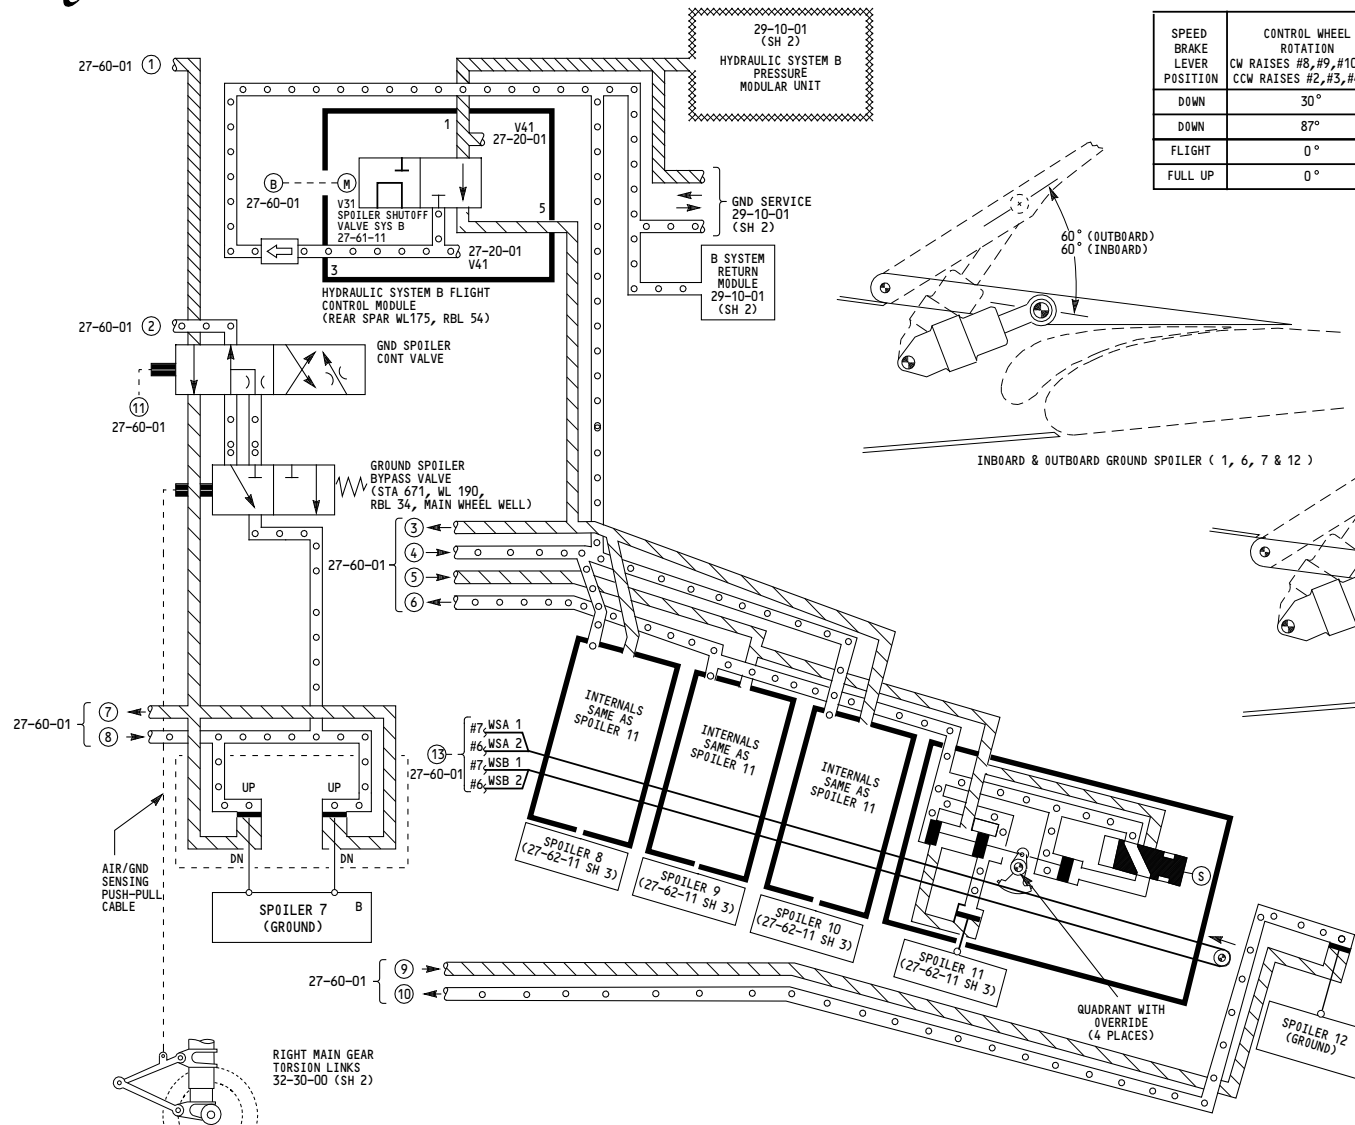 29-10-01
(SH 2)
HYDRAULIC SYSTEM B
PRESSURE
MODULAR UNIT
SPEED
BRAKE
LEVER
POSITION
CONTROL WHEEL
ROTATION
CW RAISES #8,#9,#10
CCW RAISES #2,#3,#
DOWN 30°
DOWN 87°
FLIGHT 0°
FULL UP 0°
27-60-01 1
1
V41
27-20-01
B
M
27-60-01
V31
SPOILER SHUTOFF
VALVE SYS B
27-61-11
5
27-20-01
V41
3
HYDRAULIC SYSTEM B FLIGHT
CONTROL MODULE
(REAR SPAR WL175, RBL 54)
GND SERVICE
29-10-01
(SH 2)
B SYSTEM
RETURN
MODULE
29-10-01
(SH 2)
60° (OUTBOARD)
60° (INBOARD)
INBOARD & OUTBOARD GROUND SPOILER ( 1, 6, 7 & 12 )
27-60-01 2
GND SPOILER
CONT VALVE
11
27-60-01
GROUND SPOILER
BYPASS VALVE
(STA 671, WL 190,
RBL 34, MAIN WHEEL WELL)
27-60-01
3
4
5
6
27-60-01
7
8
UP
UP
DN
DN
AIR/GND
SENSING
PUSH-PULL
CABLE
SPOILER 7
(GROUND)
B
13
27-60-01
#7 WSA 1
#6 WSA 2
#7 WSB 1
#6 WSB 2
INTERNALS
SAME AS
SPOILER 11
INTERNALS
SAME AS
SPOILER 11
INTERNALS
SAME AS
SPOILER 11
SPOILER 8
(27-62-11 SH 3)
SPOILER 9
(27-62-11 SH 3)
SPOILER 10
(27-62-11 SH 3)
SPOILER 11
(27-62-11 SH 3)
S
QUADRANT WITH
OVERRIDE
(4 PLACES)
SPOILER 12
(GROUND)
27-60-01
9
10
RIGHT MAIN GEAR
TORSION LINKS
32-30-00 (SH 2)